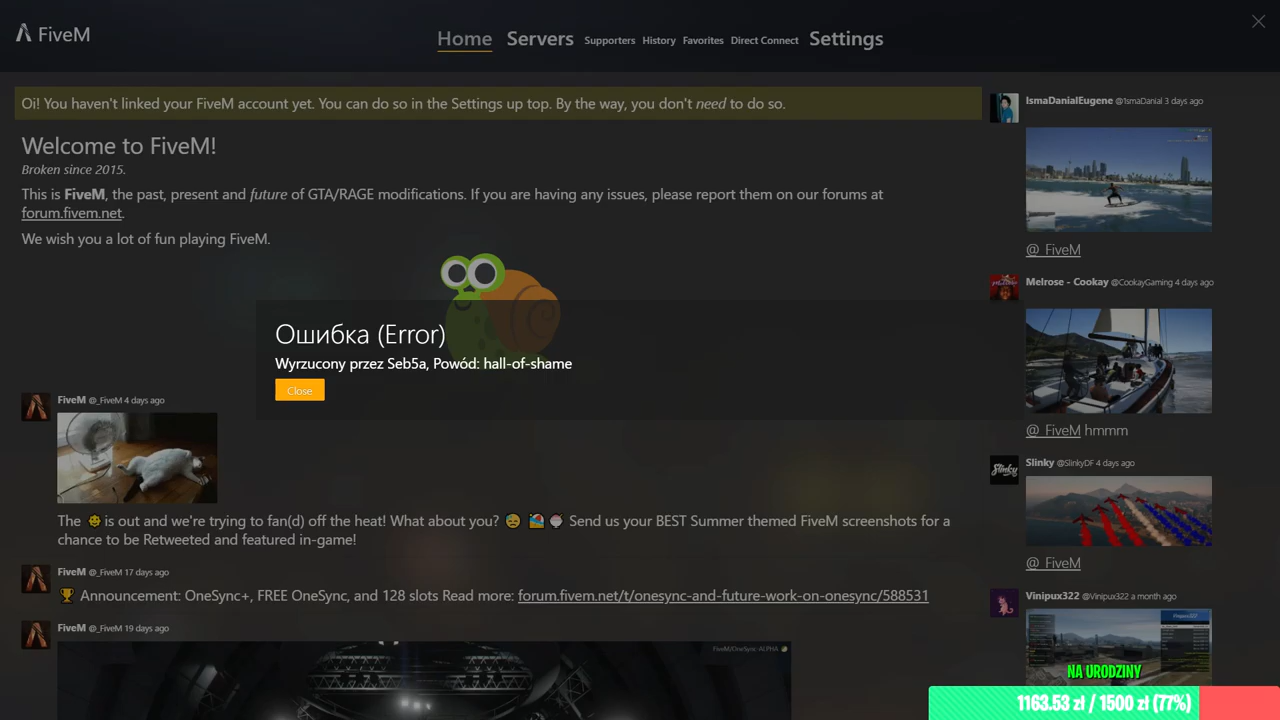 FiveM
Home Servers Supporters History Favorites Direct Connect Settings
Oi! You haven't linked your FiveM account yet. You can do so in the Settings up top. By the way, you don't need to do so.
Welcome to FiveM!
Broken since 2015.
This is FiveM, the past, present and future of GTA/RAGE modifications. If you are having any issues, please report them on our forums at
forum.fivem.net.
We wish you a lot of fun playing FiveM.
Ошибка (Error)
Wyrzucony przez Seb5a, Powód: hall-of-shame
Close
FiveM @_FiveM 4 days ago
The 🌞 is out and we're trying to fan(d) off the heat! What about you? 😓 🏖 🍧 Send us your BEST Summer themed FiveM screenshots for a
chance to be Retweeted and featured in-game!
FiveM @_FiveM 17 days ago
🏆 Announcement: OneSync+, FREE OneSync, and 128 slots Read more: forum.fivem.net/t/onesync-and-future-work-on-onesync/588531
FiveM @_FiveM 19 days ago
FiveM/OneSync ALPHA
IsmaDanialEugene @1smaDanial 3 days ago
@_FiveM
Melrose - Cookay @CookayGaming 4 days ago
@_FiveM hmmm
Slinky
Slinky @SlinkyDF 4 days ago
@_FiveM
Vinipux322 @Vinipux322 a month ago
NA URODZINY
1163.53 zł / 1500 zł (77%)